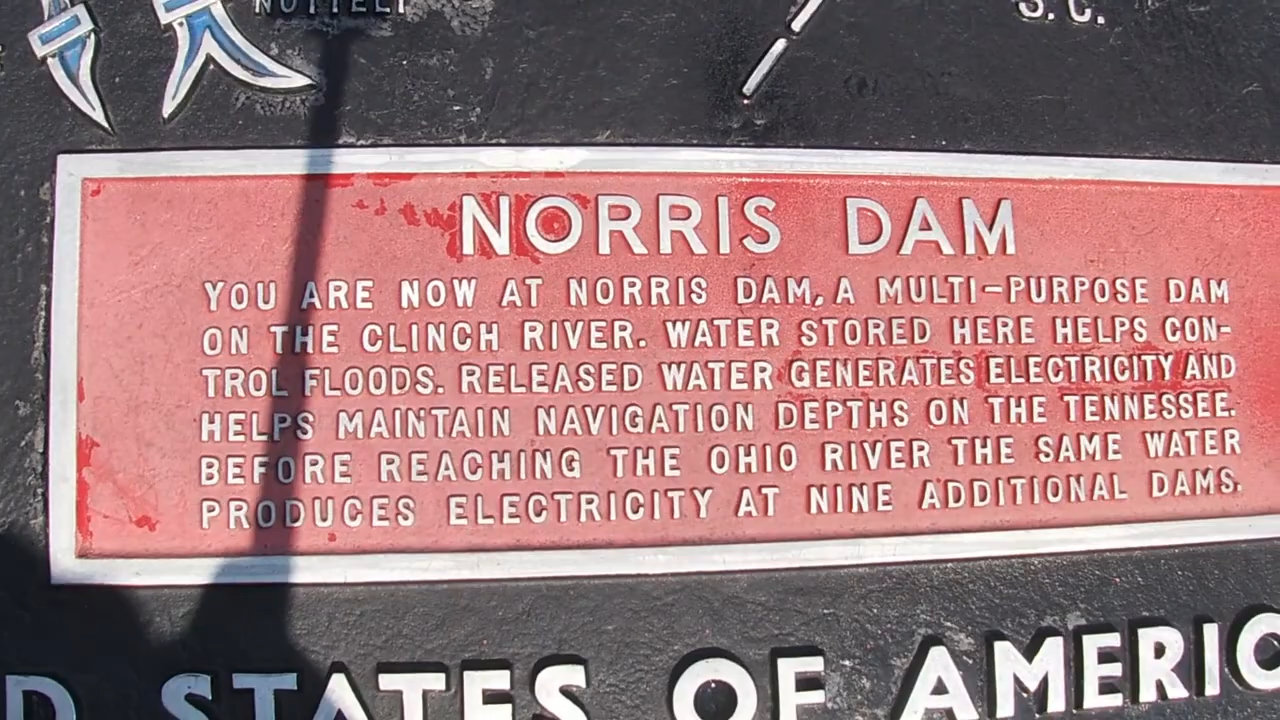 NOTTELY
S. C.
NORRIS DAM
YOU ARE NOW AT NORRIS DAM, A MULTI-PURPOSE DAM
ON THE CLINCH RIVER. WATER STORED HERE HELPS CON-
TROL FLOODS. RELEASED WATER GENERATES ELECTRICITY AND
HELPS MAINTAIN NAVIGATION DEPTHS ON THE TENNESSEE.
BEFORE REACHING THE OHIO RIVER THE SAME WATER
PRODUCES ELECTRICITY AT NINE ADDITIONAL DAMS.
D STATES OF AMERIC